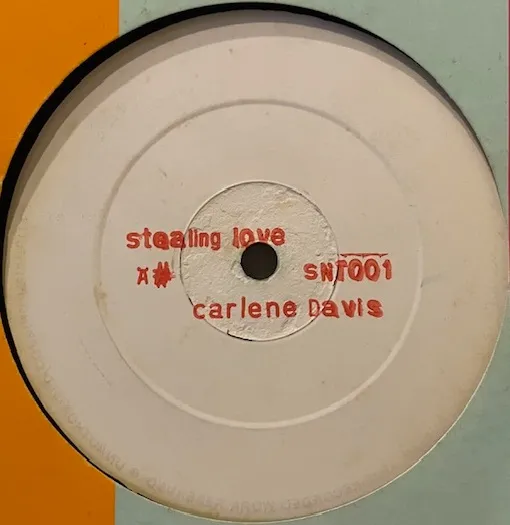 stealing love
A# SNT001
carlene Davis